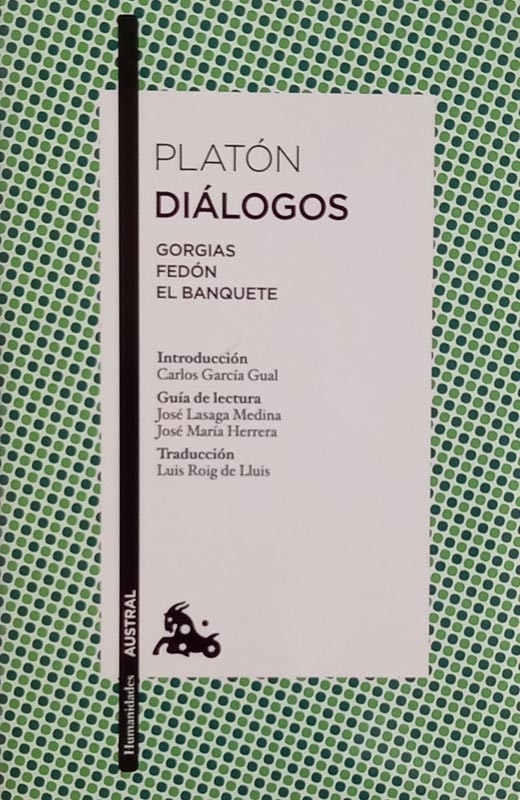 PLATÓN
DIÁLOGOS
GORGIAS
FEDÓN
EL BANQUETE
Introducción
Carlos García Gual
Guía de lectura
José Lasaga Medina
José María Herrera
Traducción
Luis Roig de Lluis
Humanidades AUSTRAL